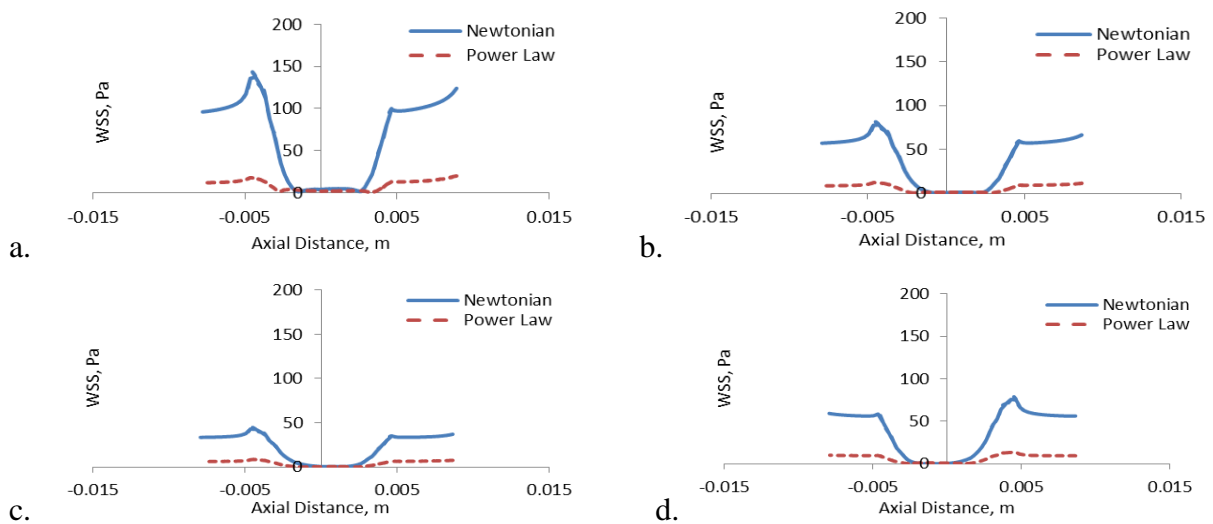 200
150
100
50
0
-0.015
-0.005
0.005
0.015
WSS, Pa
Axial Distance, m
Newtonian
Power Law
a.
200
150
100
50
0
-0.015
-0.005
0.005
0.015
WSS, Pa
Axial Distance, m
Newtonian
Power Law
b.
200
150
100
50
0
-0.015
-0.005
0.005
0.015
WSS, Pa
Axial Distance, m
Newtonian
Power Law
c.
200
150
100
50
0
-0.015
-0.005
0.005
0.015
WSS, Pa
Axial Distance, m
Newtonian
Power Law
d.